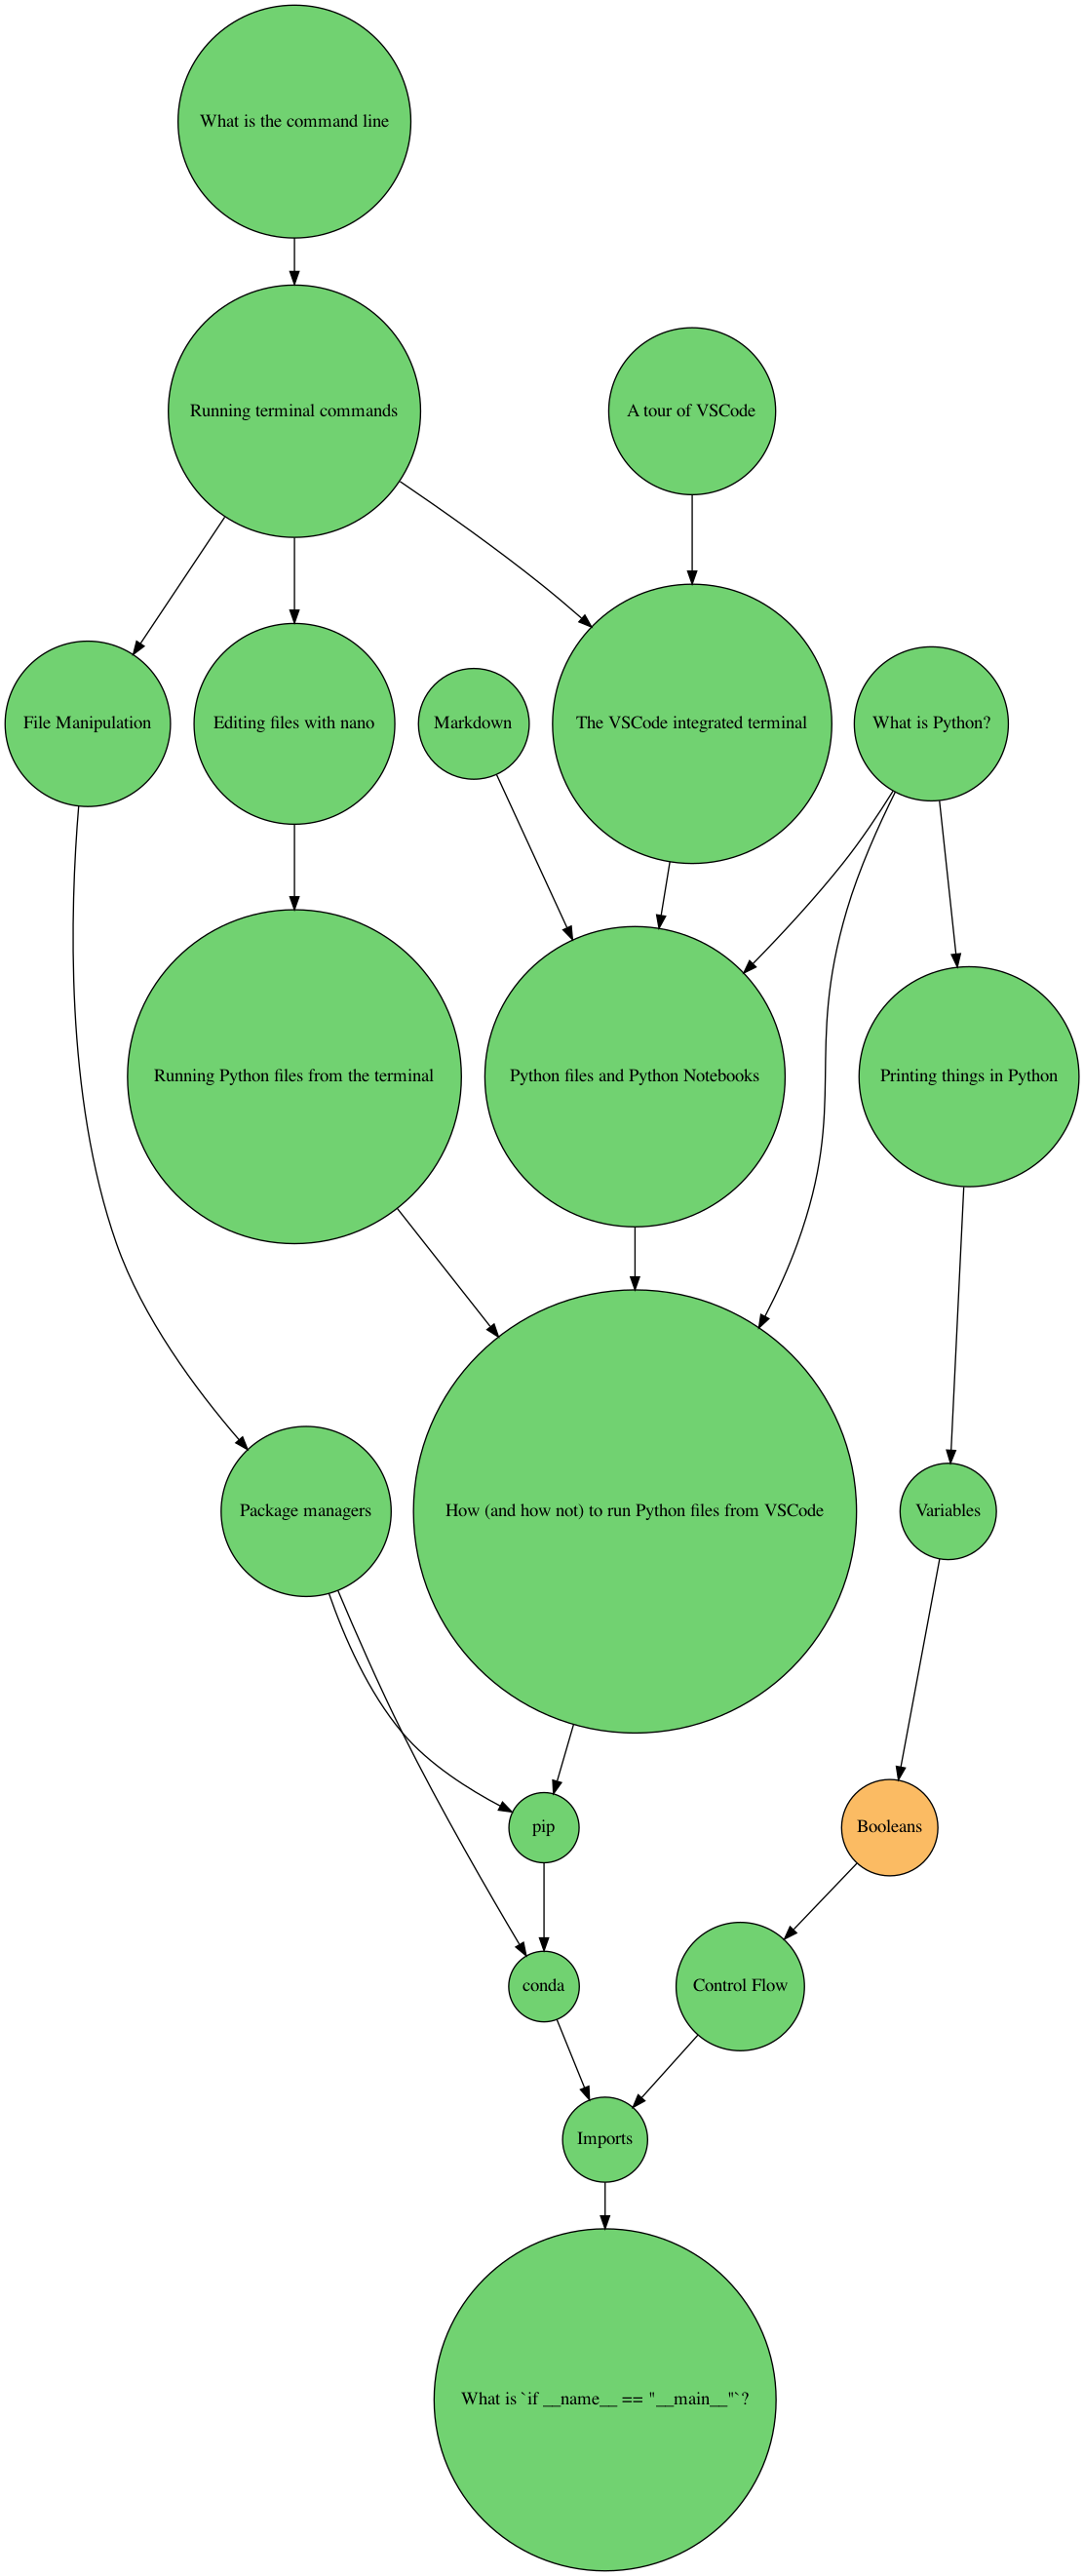 What is the command line
Running terminal commands
A tour of VSCode
File Manipulation
Editing files with nano
Markdown
The VSCode integrated terminal
What is Python?
Running Python files from the terminal
Python files and Python Notebooks
Printing things in Python
Package managers
How (and how not) to run Python files from VSCode
Variables
pip
Booleans
conda
Control Flow
Imports
What is `if __name__ == "__main__"`?